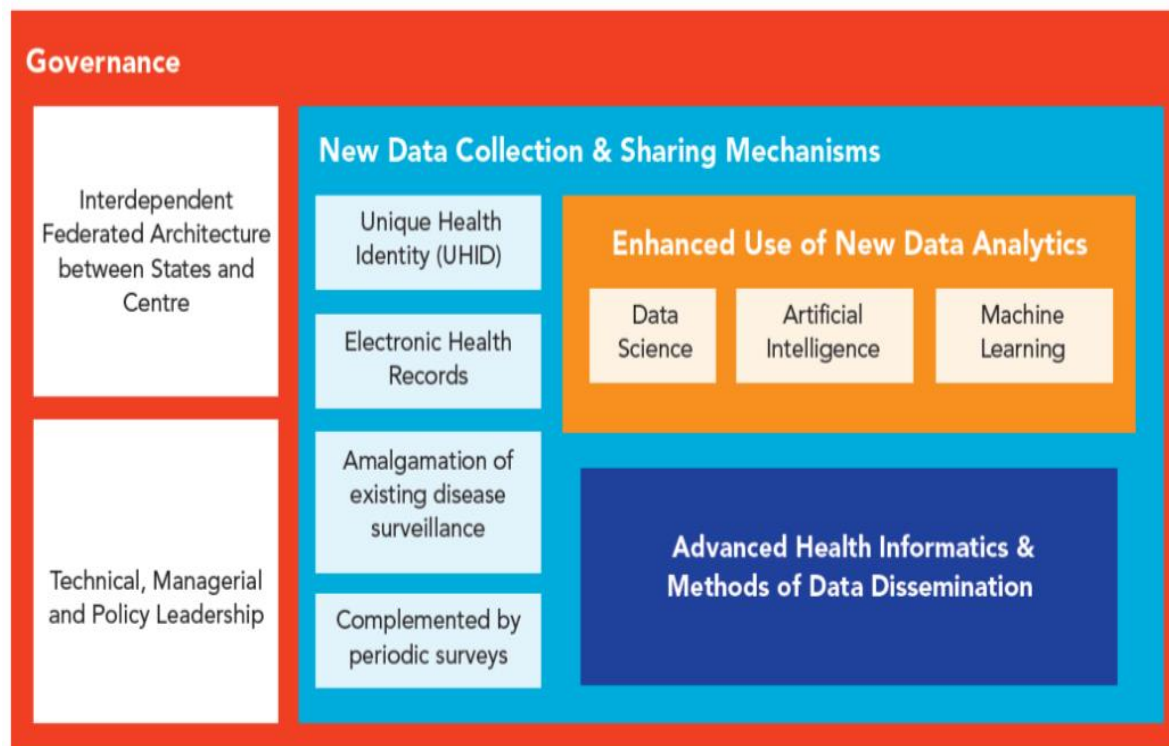 Governance
Interdependent
Federated Architecture
between States and
Centre
Technical, Managerial
and Policy Leadership
New Data Collection & Sharing Mechanisms
Unique Health
Identity (UHID)
Electronic Health
Records
Amalgamation of
existing disease
surveillance
Complemented by
periodic surveys
Enhanced Use of New Data Analytics
Data
Science
Artificial
Intelligence
Machine
Learning
Advanced Health Informatics &
Methods of Data Dissemination